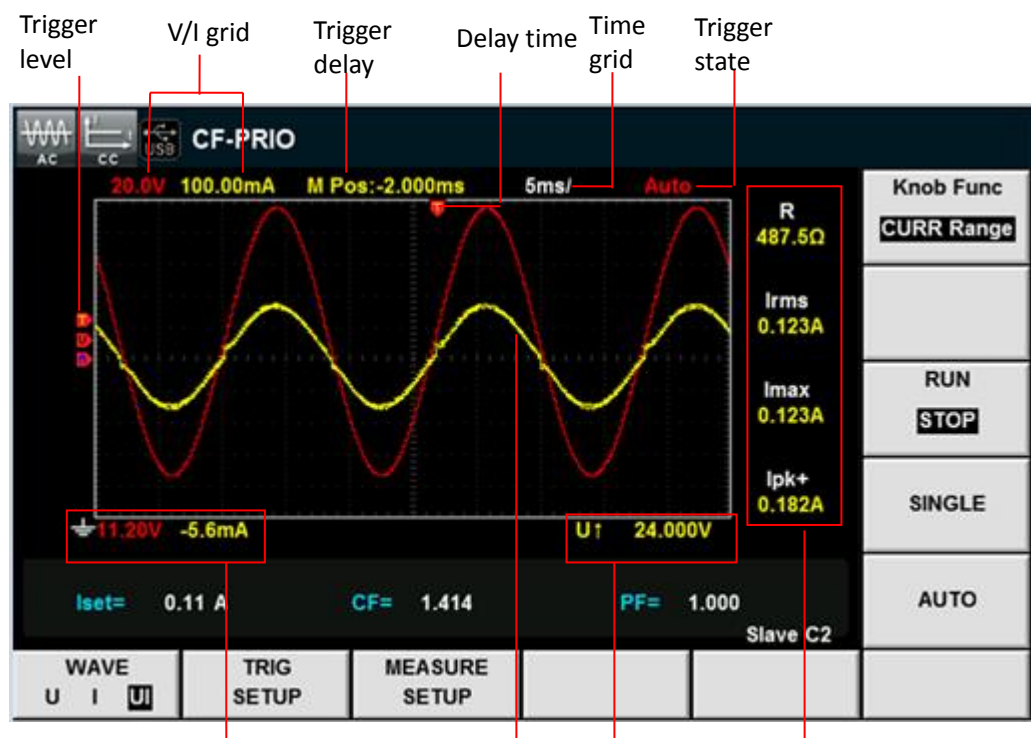 Trigger level
V/I grid
Trigger delay
Delay time
Time grid
Trigger state
AC
CC
USB
CF-PRIO
20.0V 100.00mA M Pos:-2.000ms 5ms/ Auto
T
R
487.5Ω
Irms
0.123A
Imax
0.123A
Ipk+
0.182A
T
U
11.20V -5.6mA U↑ 24.000V
Iset= 0.11 A CF= 1.414 PF= 1.000
Slave C2
Knob Func
CURR Range
RUN
STOP
SINGLE
AUTO
WAVE
U I UI
TRIG
SETUP
MEASURE
SETUP